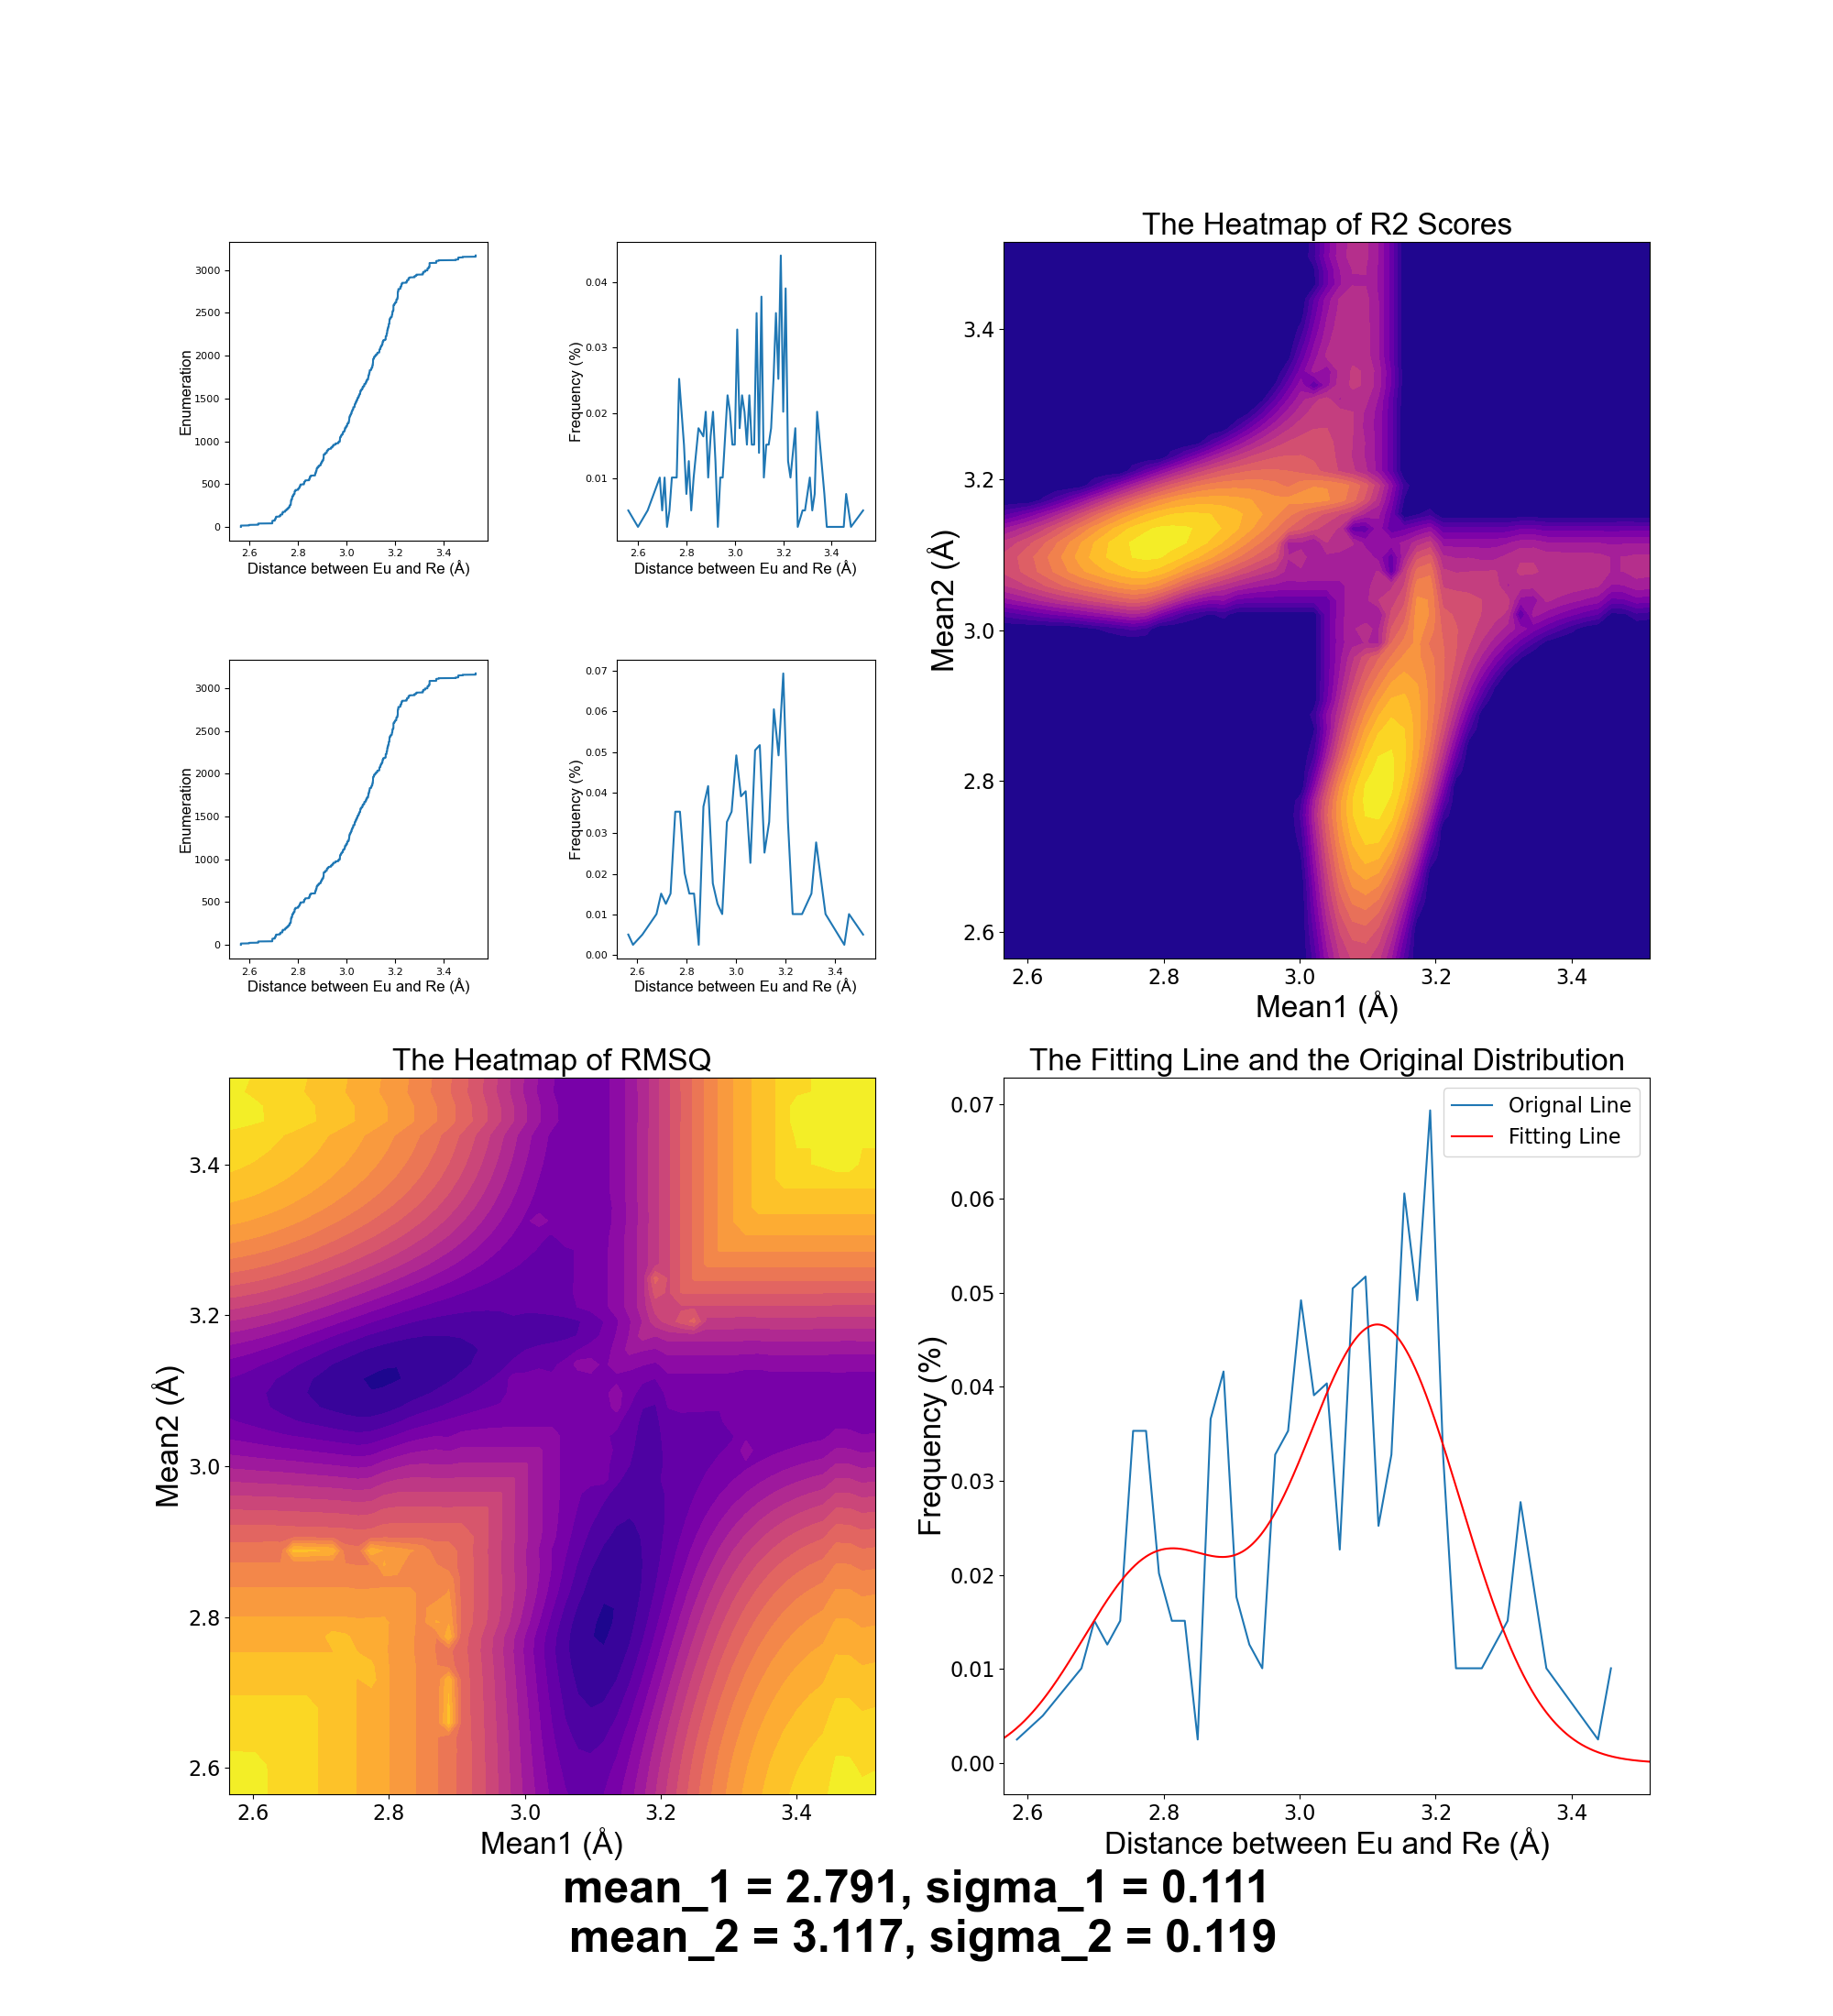 3000
2500
2000
1500
1000
500
0
Enumeration
2.6 2.8 3.0 3.2 3.4
Distance between Eu and Re (Å)
0.04
0.03
0.02
0.01
Frequency (%)
2.6 2.8 3.0 3.2 3.4
Distance between Eu and Re (Å)
The Heatmap of R2 Scores
3.4
3.2
3.0
2.8
2.6
Mean2 (Å)
2.6 2.8 3.0 3.2 3.4
Mean1 (Å)
3000
2500
2000
1500
1000
500
0
Enumeration
2.6 2.8 3.0 3.2 3.4
Distance between Eu and Re (Å)
0.07
0.06
0.05
0.04
0.03
0.02
0.01
0.00
Frequency (%)
2.6 2.8 3.0 3.2 3.4
Distance between Eu and Re (Å)
The Heatmap of RMSQ
3.4
3.2
3.0
2.8
2.6
Mean2 (Å)
2.6 2.8 3.0 3.2 3.4
Mean1 (Å)
The Fitting Line and the Original Distribution
Orignal Line
Fitting Line
0.07
0.06
0.05
0.04
0.03
0.02
0.01
0.00
Frequency (%)
2.6 2.8 3.0 3.2 3.4
Distance between Eu and Re (Å)
mean_1 = 2.791, sigma_1 = 0.111
mean_2 = 3.117, sigma_2 = 0.119